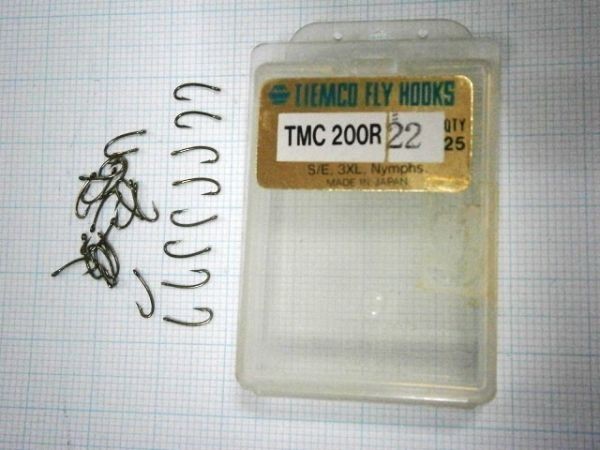 TIEMCO FLY HOOKS
TMC 200R 22 QTY
25
S/E, 3XL, Nymphs.
MADE IN JAPAN